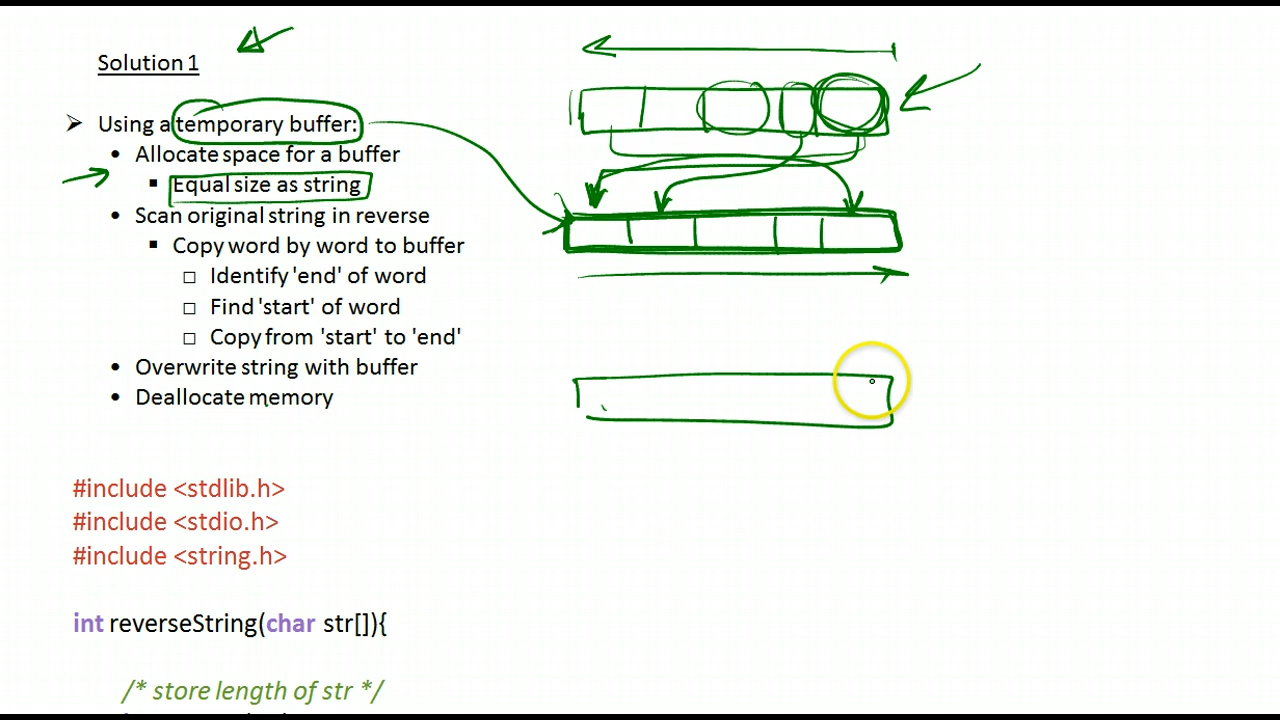 Solution 1
➤ Using a temporary buffer:
• Allocate space for a buffer
▪ Equal size as string
• Scan original string in reverse
▪ Copy word by word to buffer
□ Identify 'end' of word
□ Find 'start' of word
□ Copy from 'start' to 'end'
• Overwrite string with buffer
• Deallocate memory
#include <stdlib.h>
#include <stdio.h>
#include <string.h>
int reverseString(char str[]){
/* store length of str */